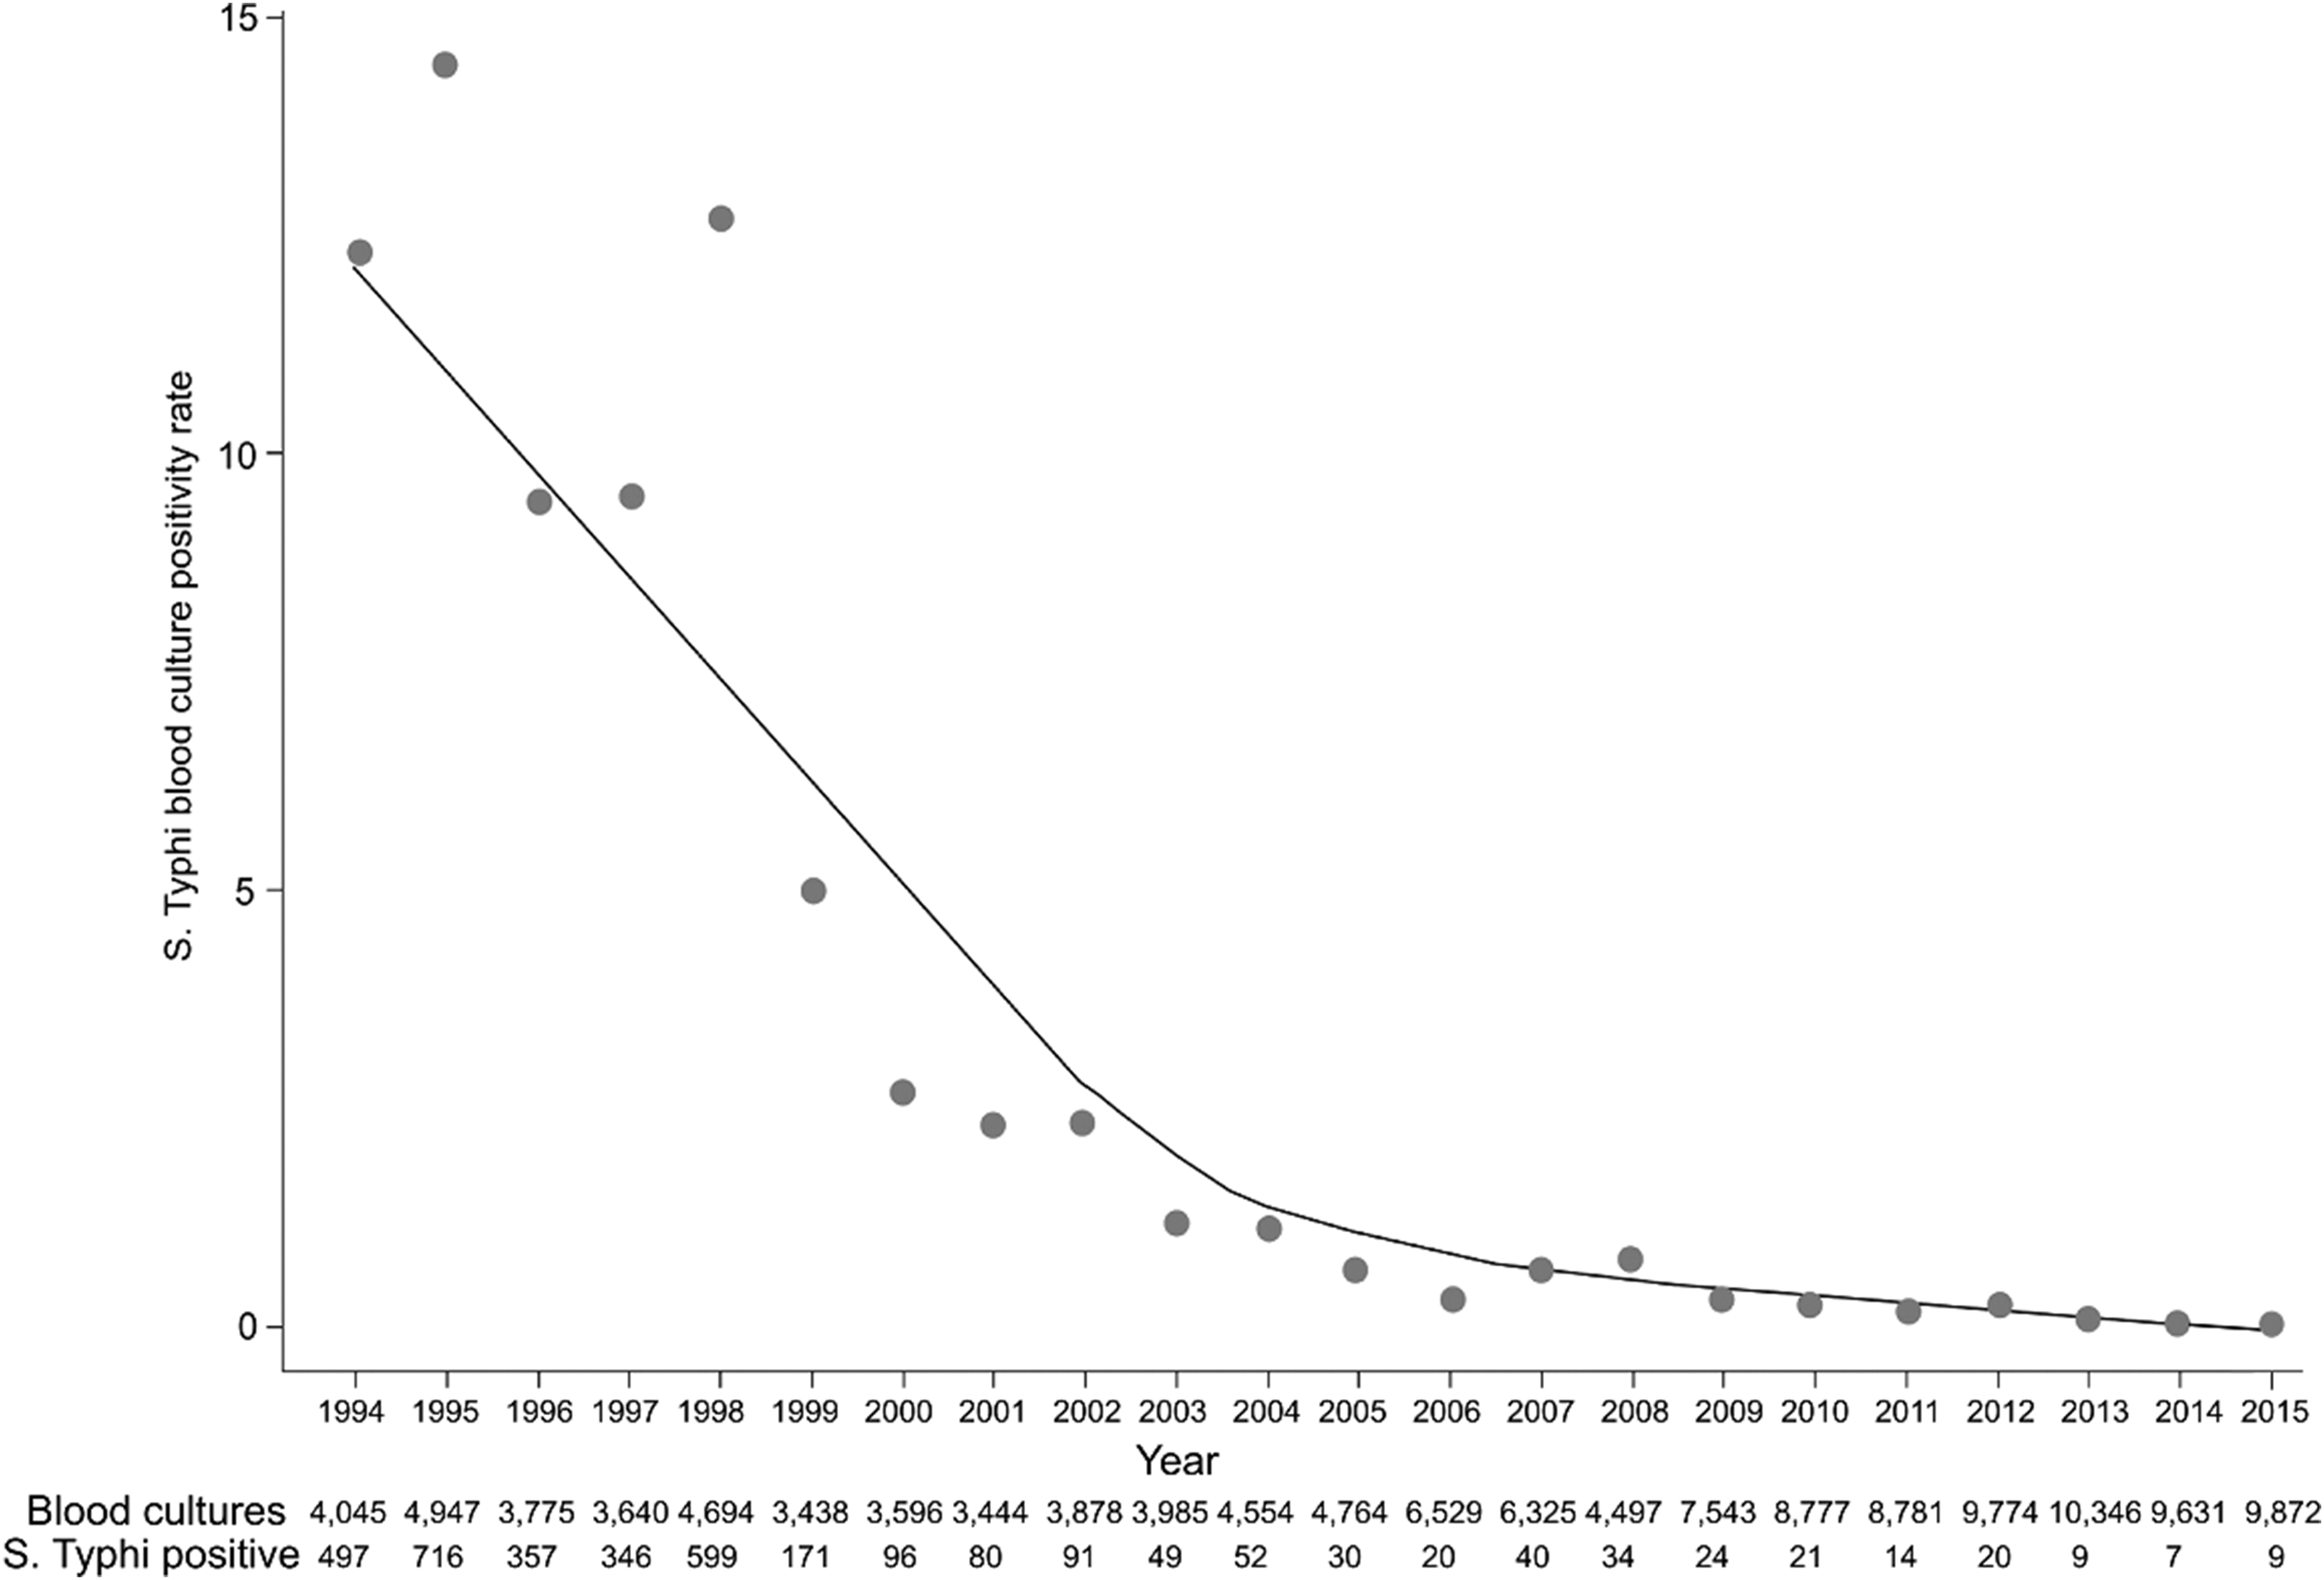 15
10
5
0
S. Typhi blood culture positivity rate
1994 1995 1996 1997 1998 1999 2000 2001 2002 2003 2004 2005 2006 2007 2008 2009 2010 2011 2012 2013 2014 2015
Year
Blood cultures 4,045 4,947 3,775 3,640 4,694 3,438 3,596 3,444 3,878 3,985 4,554 4,764 6,529 6,325 4,497 7,543 8,777 8,781 9,774 10,346 9,631 9,872
S. Typhi positive 497 716 357 346 599 171 96 80 91 49 52 30 20 40 34 24 21 14 20 9 7 9